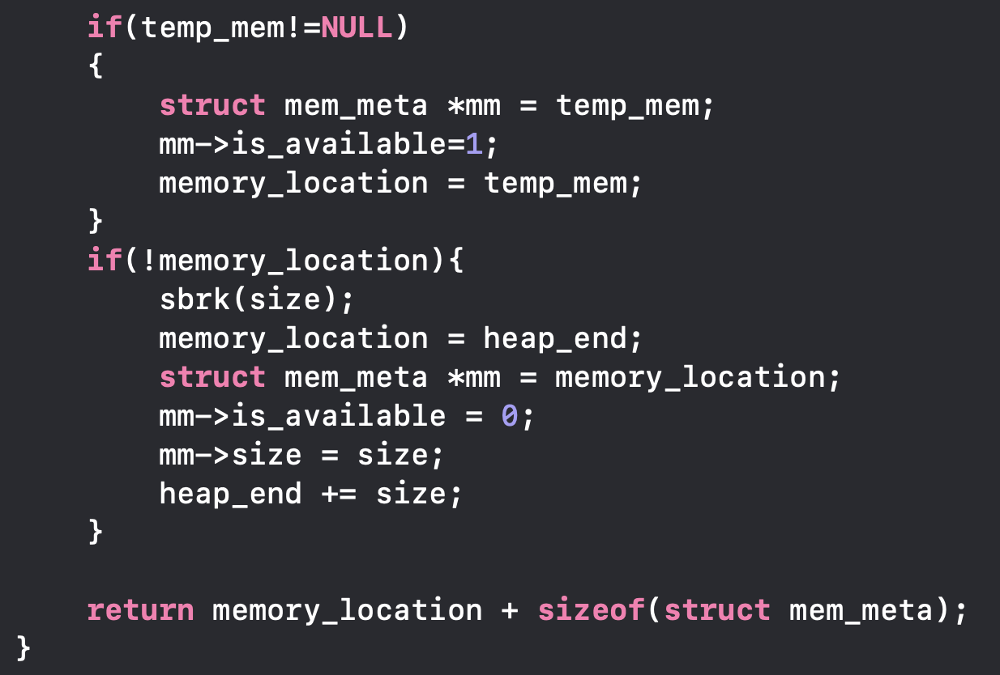 if(temp_mem!=NULL)
{
struct mem_meta *mm = temp_mem;
mm->is_available=1;
memory_location = temp_mem;
}
if(!memory_location){
sbrk(size);
memory_location = heap_end;
struct mem_meta *mm = memory_location;
mm->is_available = 0;
mm->size = size;
heap_end += size;
}
return memory_location + sizeof(struct mem_meta);
}